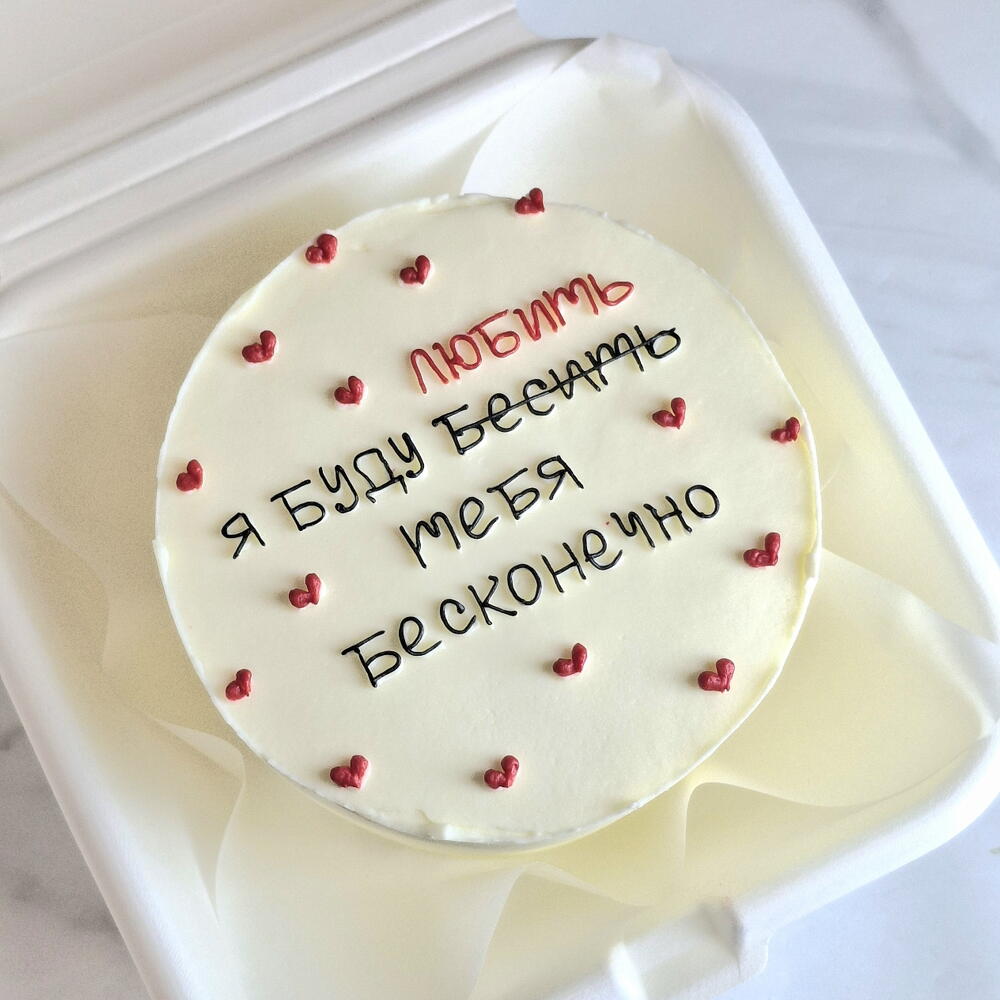 любить
я буду бесить
тебя
бесконечно